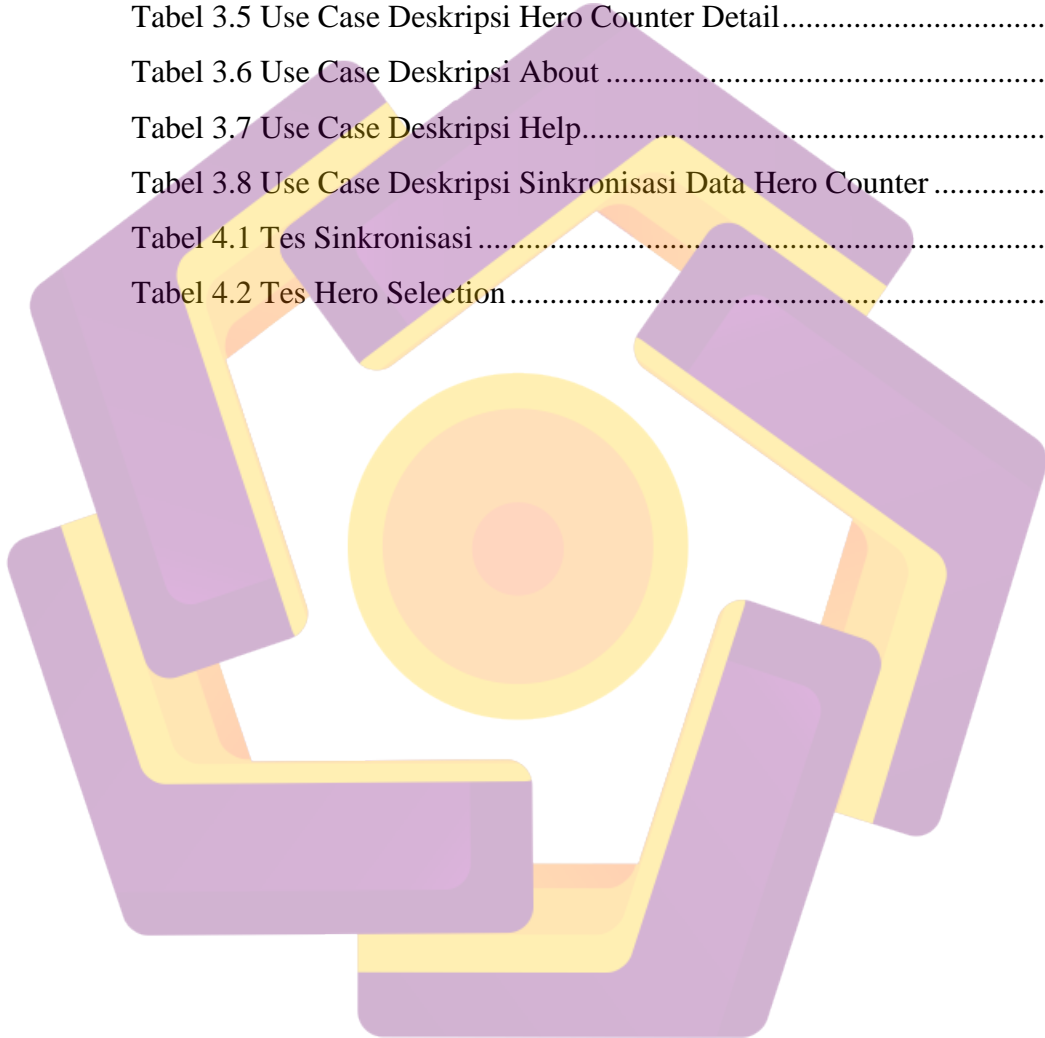 Tabel 3.5 Use Case Deskripsi Hero Counter Detail.................................
Tabel 3.6 Use Case Deskripsi About .......................................................
Tabel 3.7 Use Case Deskripsi Help..........................................................
Tabel 3.8 Use Case Deskripsi Sinkronisasi Data Hero Counter ..............
Tabel 4.1 Tes Sinkronisasi .......................................................................
Tabel 4.2 Tes Hero Selection ...................................................................